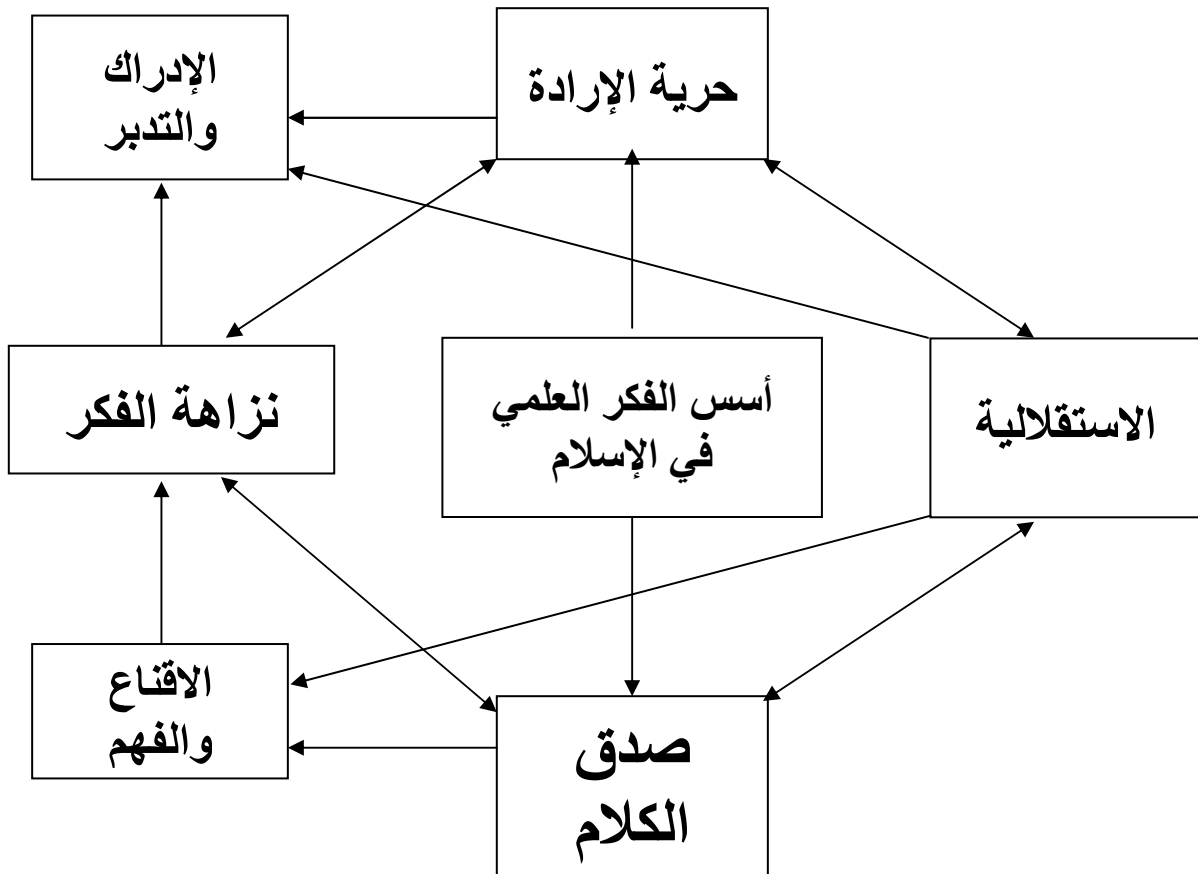 حرية الإرادة
الإدراك
والتدبر
الاستقلالية
أسس الفكر العلمي
في الإسلام
نزاهة الفكر
صدق
الكلام
الاقناع
والفهم